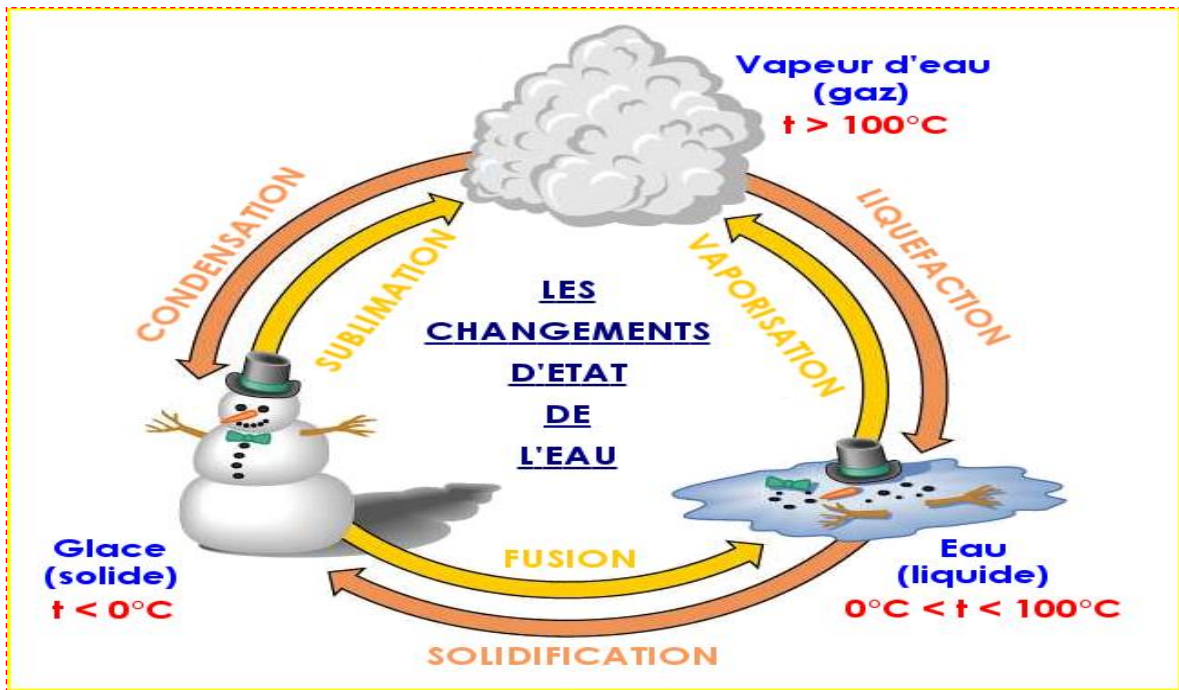 Vapeur d'eau
(gaz)
t > 100°C
CONDENSATION
SUBLIMATION
VAPORISATION
LIQUEFACTION
LES
CHANGEMENTS
D'ETAT
DE
L'EAU
Glace
(solide)
t < 0°C
FUSION
Eau
(liquide)
0°C < t < 100°C
SOLIDIFICATION